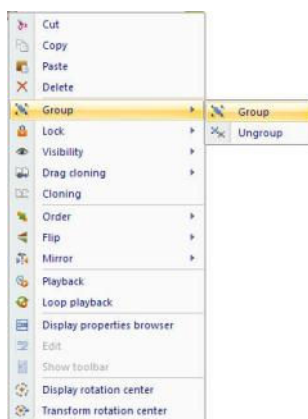 Cut
Copy
Paste
Delete
Group
Group
Lock
Ungroup
Visibility
Drag cloning
Cloning
Order
Flip
Mirror
Playback
Loop playback
Display properties browser
Edit
Show toolbar
Display rotation center
Transform rotation center